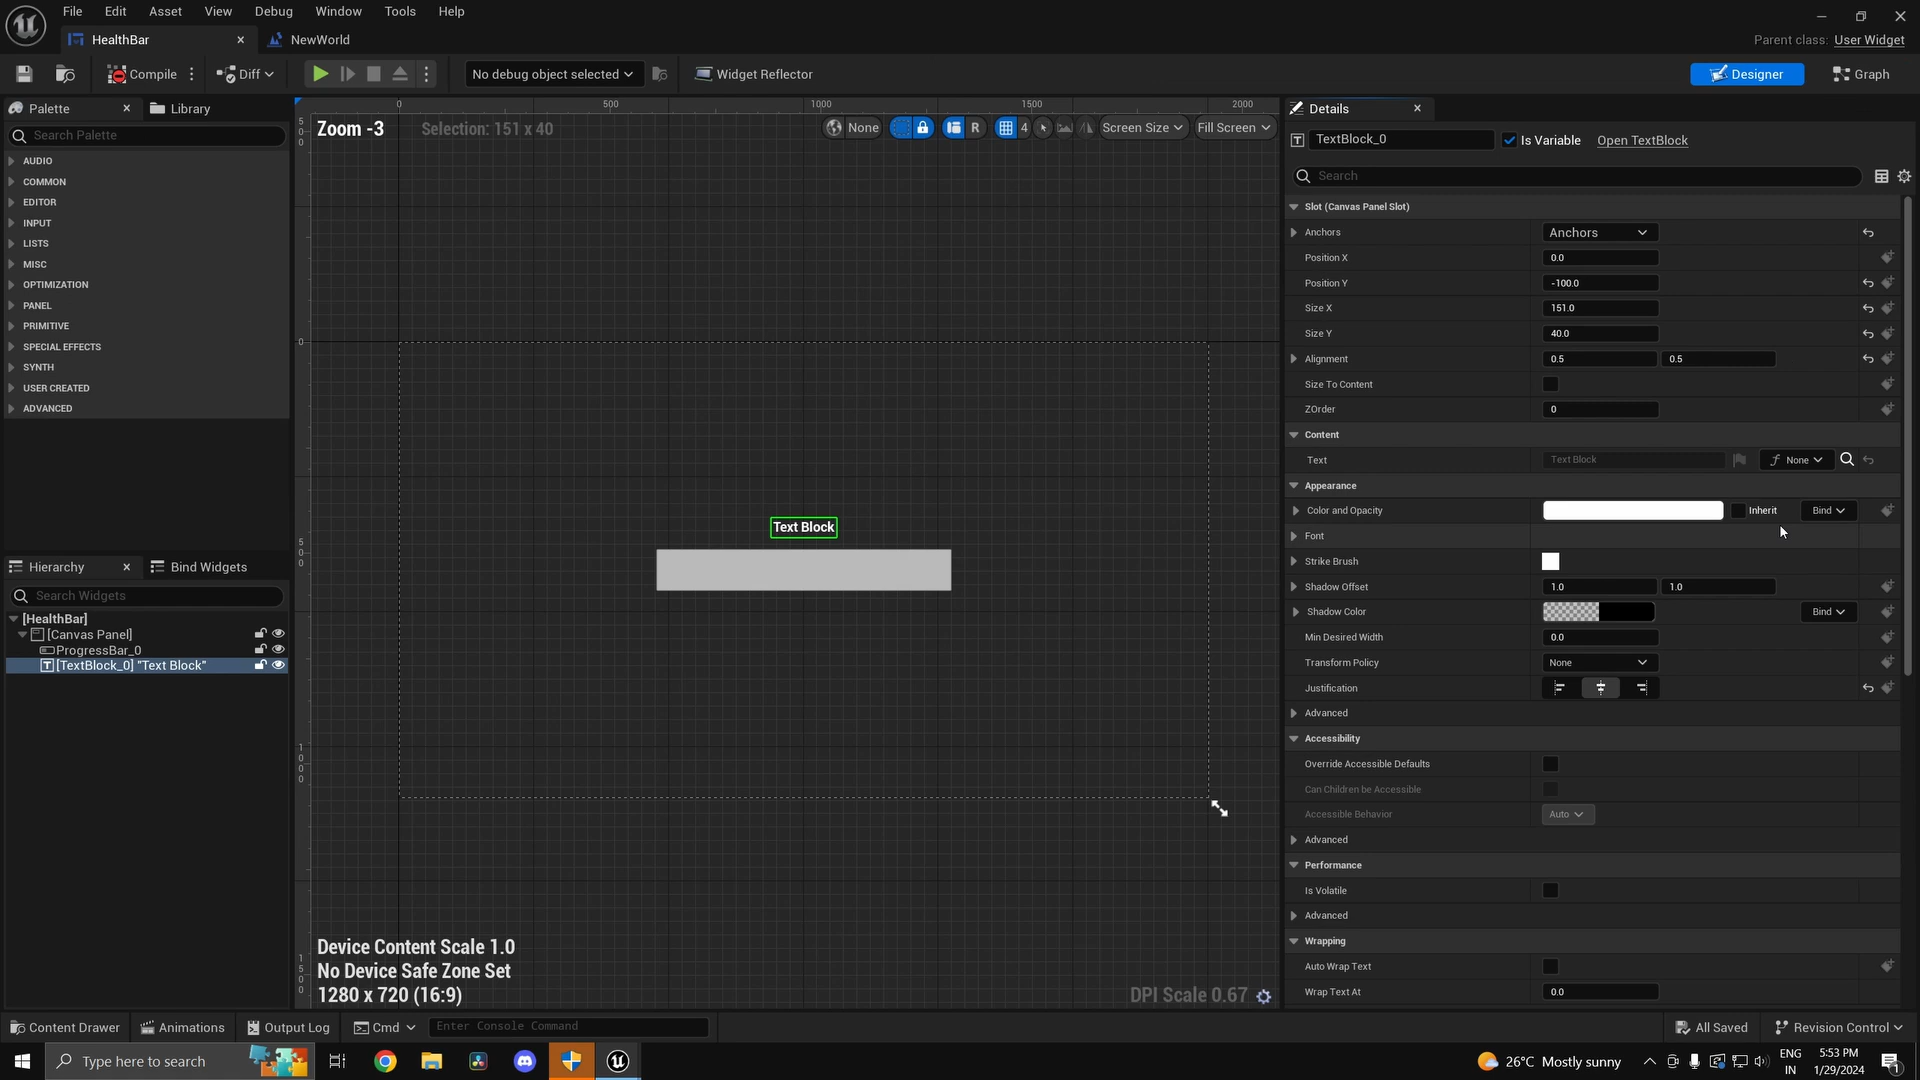 File Edit Asset View Debug Window Tools Help
HealthBar
NewWorld
Parent class: User Widget
Compile
Diff
No debug object selected
Widget Reflector
Designer
Graph
Palette
Library
Search Palette
AUDIO
COMMON
EDITOR
INPUT
LISTS
MISC
OPTIMIZATION
PANEL
PRIMITIVE
SPECIAL EFFECTS
SYNTH
USER CREATED
ADVANCED
Hierarchy
Bind Widgets
Search Widgets
[HealthBar]
[Canvas Panel]
ProgressBar_0
[TextBlock_0] "Text Block"
0 500 1000 1500 2000
Zoom -3
Selection: 151 x 40
None
R
4
Screen Size
Fill Screen
Text Block
Device Content Scale 1.0
No Device Safe Zone Set
1280 x 720 (16:9)
DPI Scale 0.67
Details
TextBlock_0
Is Variable
Open TextBlock
Search
Slot (Canvas Panel Slot)
Anchors Anchors
Position X 0.0
Position Y -100.0
Size X 151.0
Size Y 40.0
Alignment 0.5 0.5
Size To Content
ZOrder 0
Content
Text Text Block None
Appearance
Color and Opacity Inherit Bind
Font
Strike Brush
Shadow Offset 1.0 1.0
Shadow Color Bind
Min Desired Width 0.0
Transform Policy None
Justification
Advanced
Accessibility
Override Accessible Defaults
Can Children be Accessible
Accessible Behavior Auto
Advanced
Performance
Is Volatile
Advanced
Wrapping
Auto Wrap Text
Wrap Text At 0.0
Content Drawer
Animations
Output Log
Cmd
Enter Console Command
All Saved
Revision Control
Type here to search
26°C Mostly sunny
ENG
IN
5:53 PM
1/29/2024
1